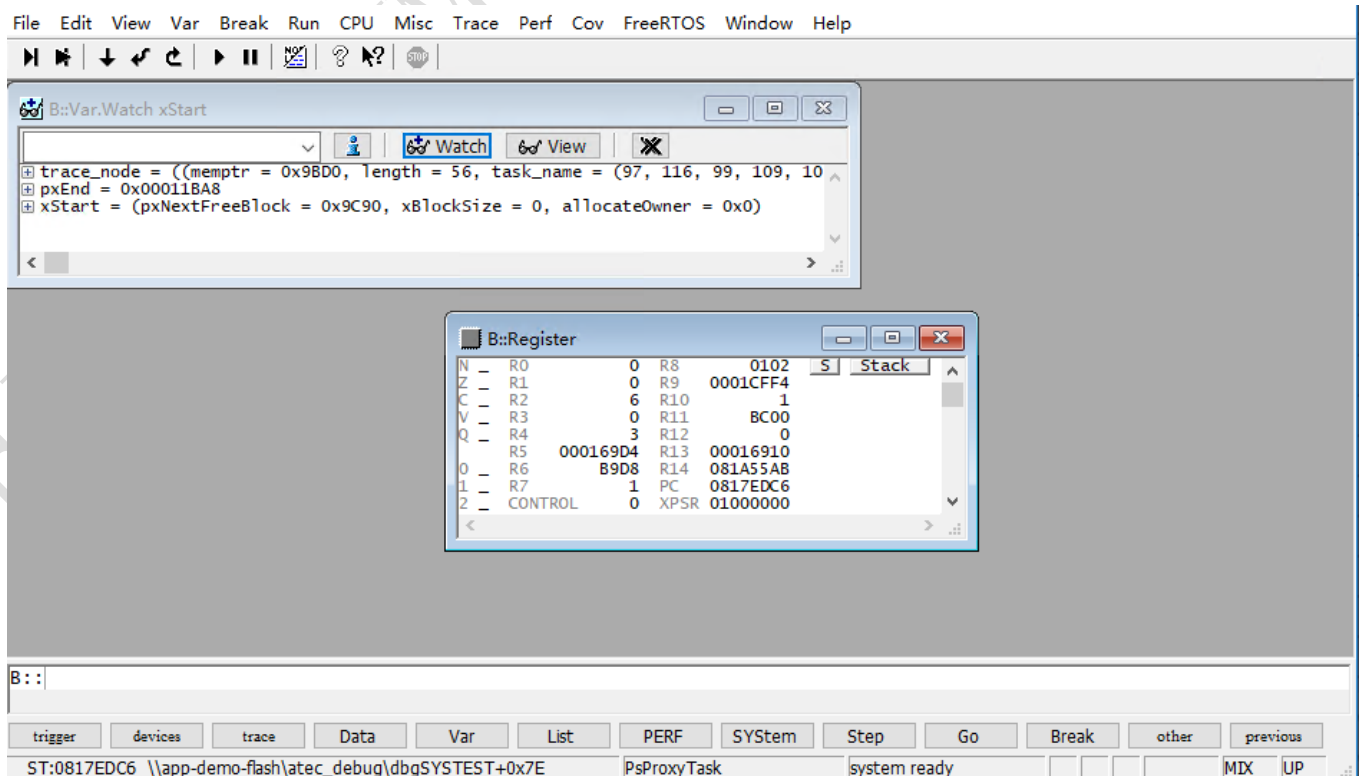 File Edit View Var Break Run CPU Misc Trace Perf Cov FreeRTOS Window Help
B::Var.Watch xStart
Watch View
trace_node = ((memptr = 0x9BD0, length = 56, task_name = (97, 116, 99, 109, 10
pxEnd = 0x00011BA8
xStart = (pxNextFreeBlock = 0x9C90, xBlockSize = 0, allocateOwner = 0x0)
B::Register
N _ R0 0 R8 0102 S Stack
Z _ R1 0 R9 0001CFF4
C _ R2 6 R10 1
V _ R3 0 R11 BC00
Q _ R4 3 R12 0
R5 000169D4 R13 00016910
0 _ R6 B9D8 R14 081A55AB
1 _ R7 1 PC 0817EDC6
2 _ CONTROL 0 XPSR 01000000
B::
trigger devices trace Data Var List PERF SYStem Step Go Break other previous
ST:0817EDC6 \\app-demo-flash\atec_debug\dbgSYSTEST+0x7E PsProxyTask system ready MIX UP